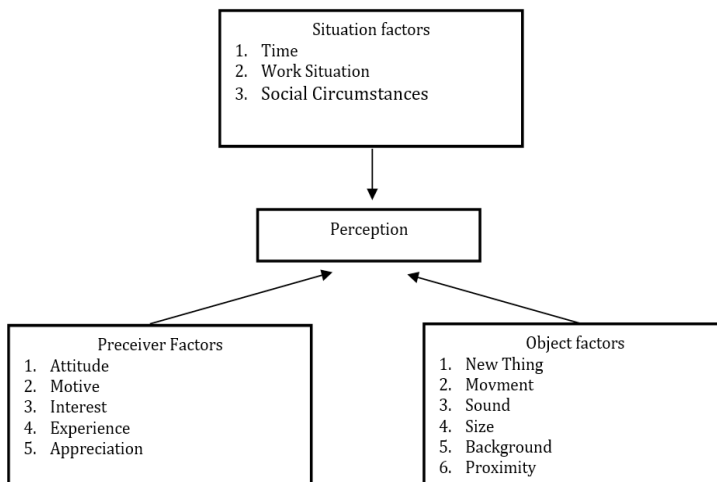 Situation factors
1. Time
2. Work Situation
3. Social Circumstances
Perception
Preceiver Factors
1. Attitude
2. Motive
3. Interest
4. Experience
5. Appreciation
Object factors
1. New Thing
2. Movment
3. Sound
4. Size
5. Background
6. Proximity